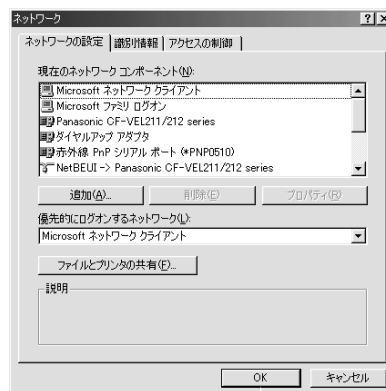 ネットワーク
ネットワークの設定 識別情報 アクセスの制御
現在のネットワーク コンポーネント(N):
Microsoft ネットワーク クライアント
Microsoft ファミリ ログオン
Panasonic CF-VEL211/212 series
ダイヤルアップ アダプタ
赤外線 PnP シリアル ポート (*PNP0510)
NetBEUI -> Panasonic CF-VEL211/212 series
追加(A)... 削除(E) プロパティ(R)
優先的にログオンするネットワーク(L):
Microsoft ネットワーク クライアント
ファイルとプリンタの共有(F)...
説明
OK キャンセル